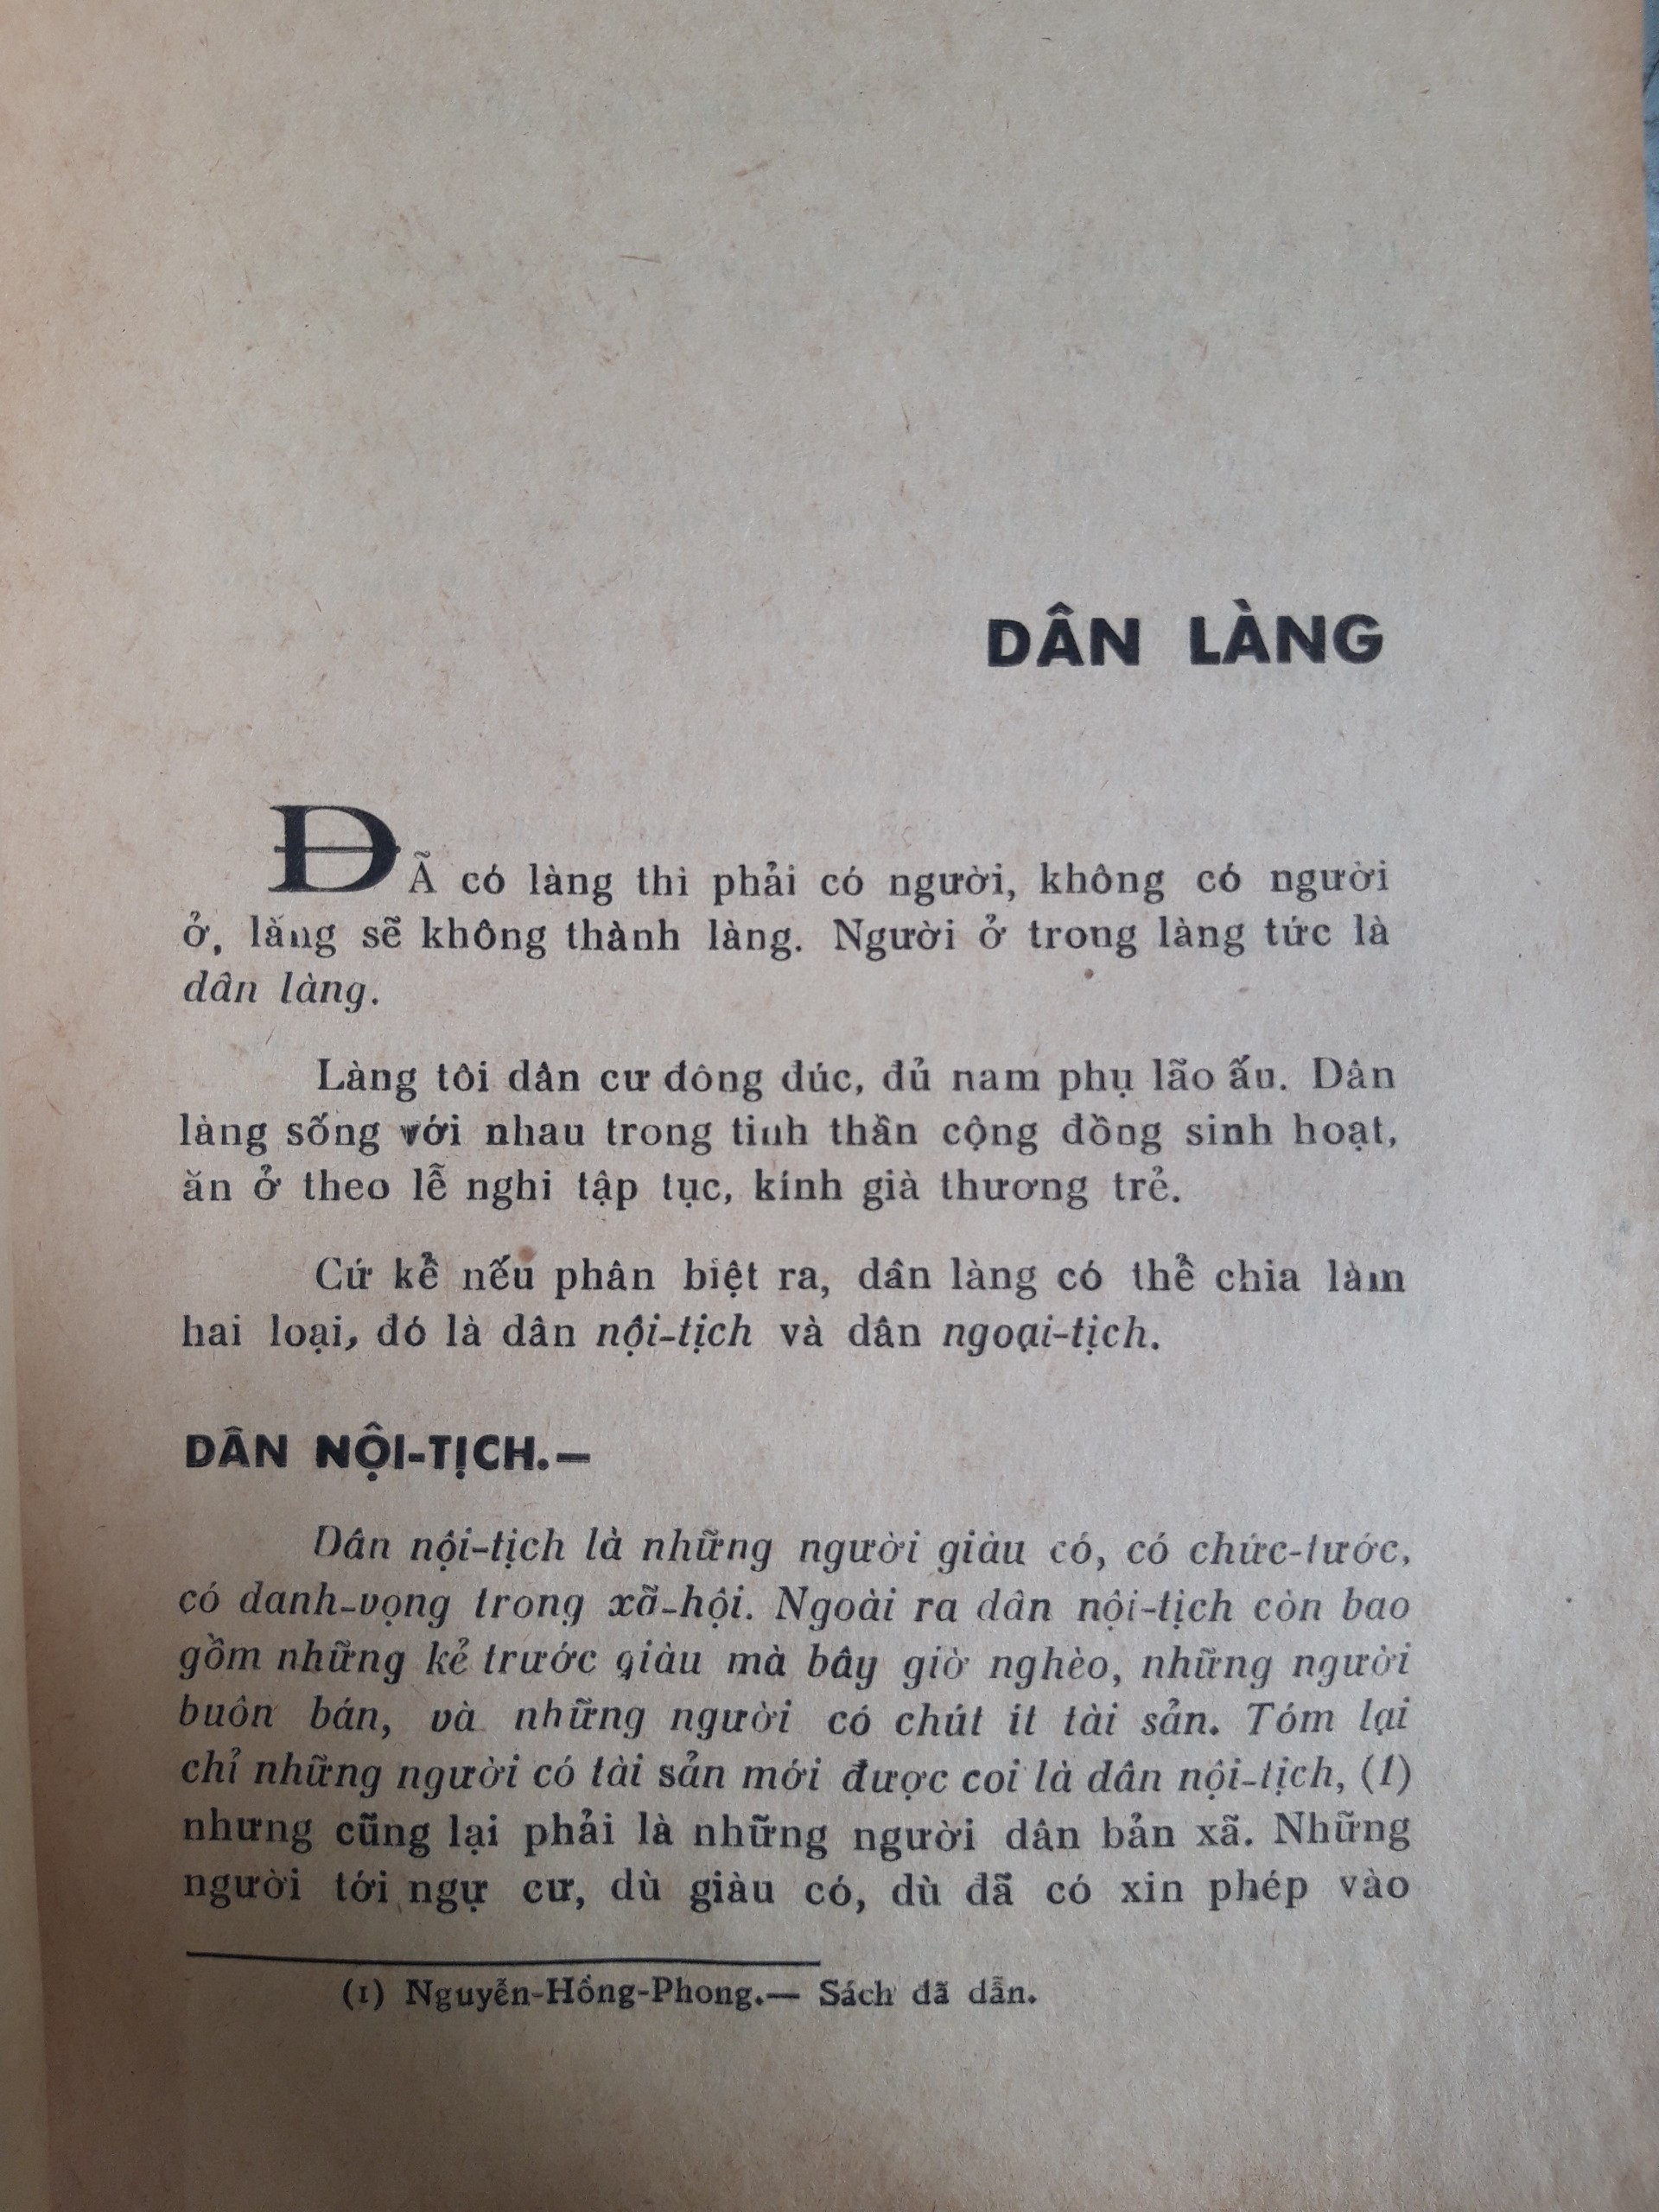 DÂN LÀNG
ĐÃ có làng thì phải có người, không có người
ở, làng sẽ không thành làng. Người ở trong làng tức là
dân làng.
Làng tôi dân cư đông đúc, đủ nam phụ lão ấu. Dân
làng sống với nhau trong tinh thần cộng đồng sinh hoạt,
ăn ở theo lễ nghi tập tục, kính già thương trẻ.
Cứ kể nếu phân biệt ra, dân làng có thể chia làm
hai loại, đó là dân nội-tịch và dân ngoại-tịch.
DÂN NỘI-TỊCH.—
Dân nội-tịch là những người giàu có, có chức-tước,
có danh-vọng trong xã-hội. Ngoài ra dân nội-tịch còn bao
gồm những kẻ trước giàu mà bây giờ nghèo, những người
buôn bán, và những người có chút ít tài sản. Tóm lại
chỉ những người có tài sản mới được coi là dân nội-tịch, (1)
nhưng cũng lại phải là những người dân bản xã. Những
người tới ngự cư, dù giàu có, dù đã có xin phép vào
(1) Nguyễn-Hồng-Phong.— Sách đã dẫn.